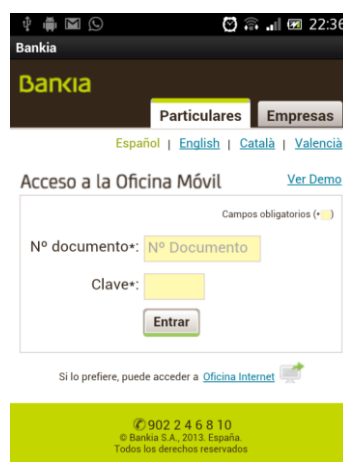 22:36
Bankia
Bankia
Particulares Empresas
Español | English | Català | Valencià
Acceso a la Oficina Móvil Ver Demo
Campos obligatorios (* )
Nº documento*: Nº Documento
Clave*:
Entrar
Si lo prefiere, puede acceder a Oficina Internet
✆902 2 4 6 8 10
© Bankia S.A., 2013. España.
Todos los derechos reservados